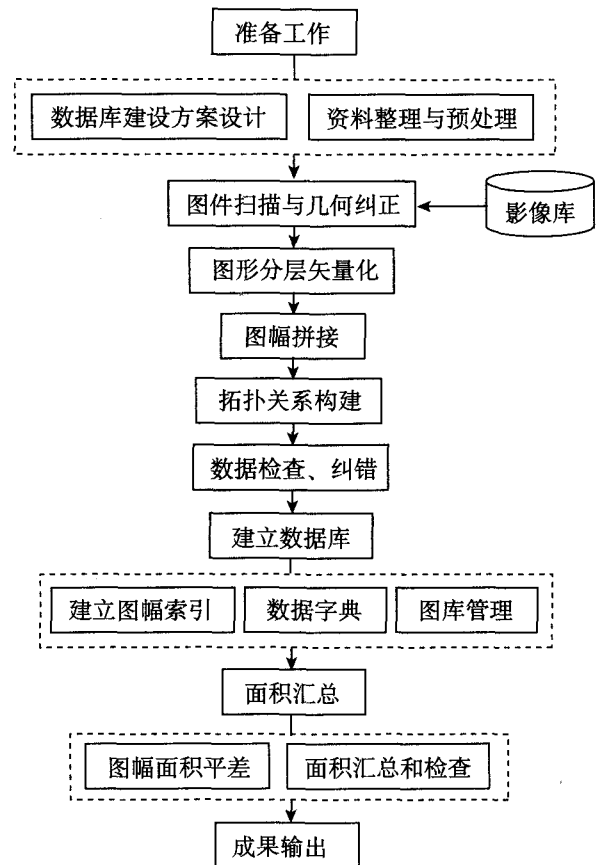 准备工作
数据库建设方案设计
资料整理与预处理
图件扫描与几何纠正
影像库
图形分层矢量化
图幅拼接
拓扑关系构建
数据检查、纠错
建立数据库
建立图幅索引
数据字典
图库管理
面积汇总
图幅面积平差
面积汇总和检查
成果输出